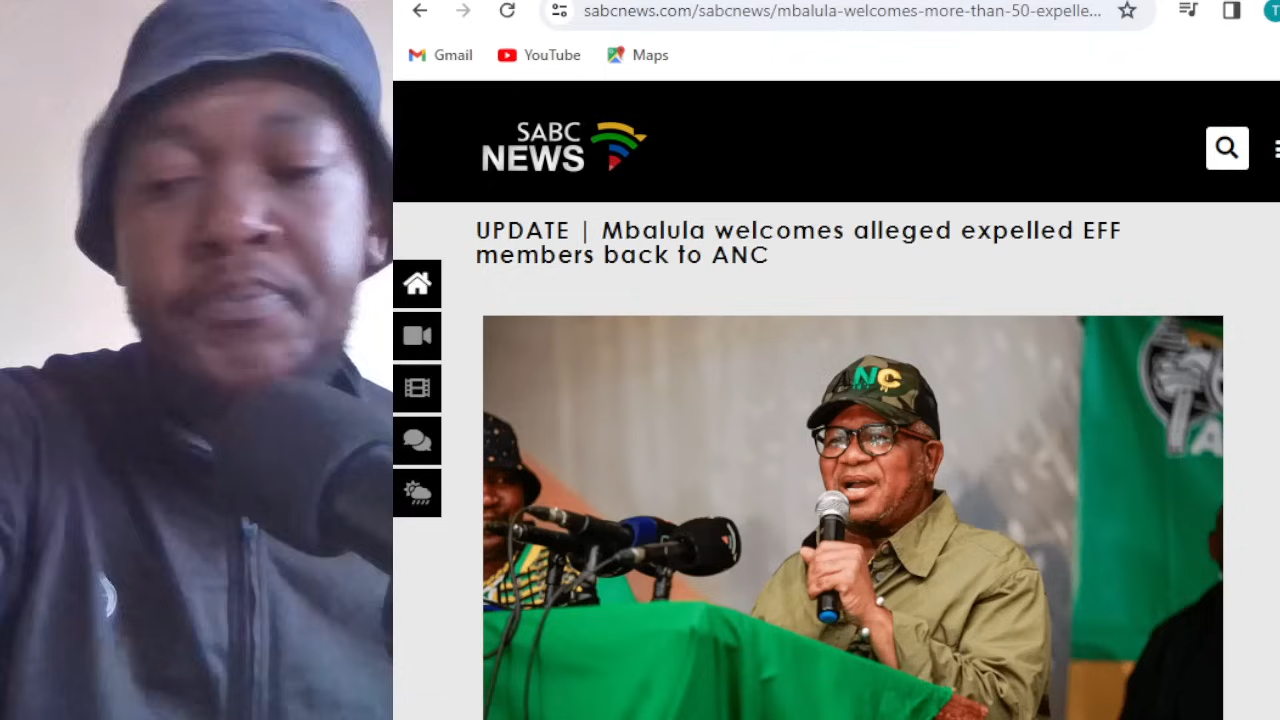 sabcnews.com/sabcnews/mbalula-welcomes-more-than-50-expelle...
T
Gmail
YouTube
Maps
SABC
NEWS
UPDATE | Mbalula welcomes alleged expelled EFF
members back to ANC
NC